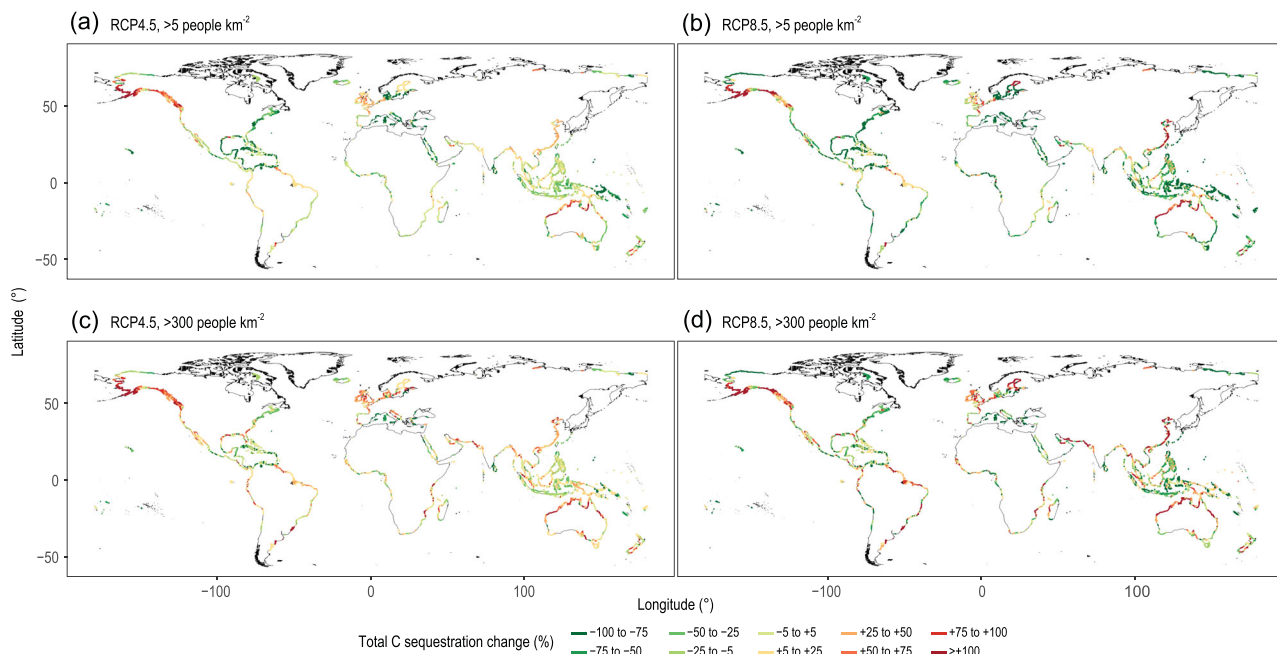 (a) RCP4.5, >5 people km⁻²
(b) RCP8.5, >5 people km⁻²
50
0
−50
(c) RCP4.5, >300 people km⁻²
(d) RCP8.5, >300 people km⁻²
50
0
−50
Latitude (°)
−100 0 100 −100 0 100
Longitude (°)
Total C sequestration change (%)
−100 to −75 −50 to −25 −5 to +5 +25 to +50 +75 to +100
−75 to −50 −25 to −5 +5 to +25 +50 to +75 >+100